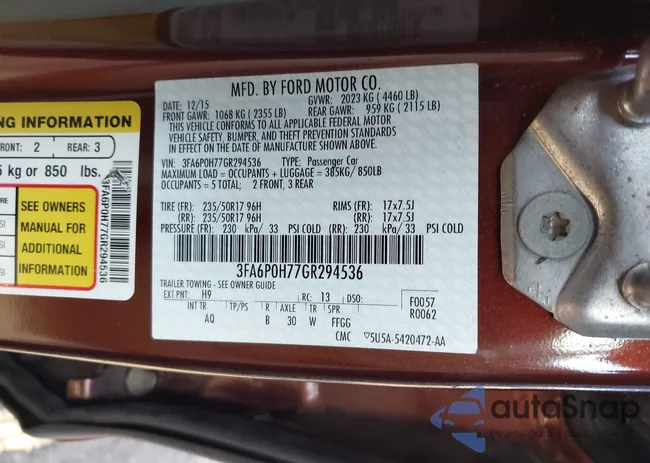 NG INFORMATION
FRONT: 2 REAR: 3
5 kg or 850 lbs.
SEE OWNERS
MANUAL FOR
ADDITIONAL
INFORMATION
3FA6P0H77GR294536
MFD. BY FORD MOTOR CO.
12/15 GVWR: 2023 KG ( 4460 LB)
FRONT GAWR: 1068 KG ( 2355 LB) REAR GAWR: 959 KG ( 2115 LB)
THIS VEHICLE CONFORMS TO ALL APPLICABLE FEDERAL MOTOR
VEHICLE SAFETY, BUMPER, AND THEFT PREVENTION STANDARDS
IN EFFECT ON THE DATE OF MANUFACTURE SHOWN ABOVE.
VIN: 3FA6P0H77GR294536 TYPE: Passenger Car
MAXIMUM LOAD = OCCUPANTS + LUGGAGE = 385KG/ 850LB
OCCUPANTS = 5 TOTAL; 2 FRONT, 3 REAR
TIRE (FR): 235/50R17 96H RIMS (FR): 17x7.5J
(RR): 235/50R17 96H (RR): 17x7.5J
PRESSURE (FR): 230 kPa/ 33 PSI COLD (RR): 230 kPa/ 33 PSI COLD
3FA6P0H77GR294536
TRAILER TOWING - SEE OWNER GUIDE
EXT PNT: H9 RC: 13 DSO: F0057
INT TR TP/PS R AXLE TR SPR R0062
AQ B 30 W FFGG
CMC 5U5A-5420472-AA
autoSnap